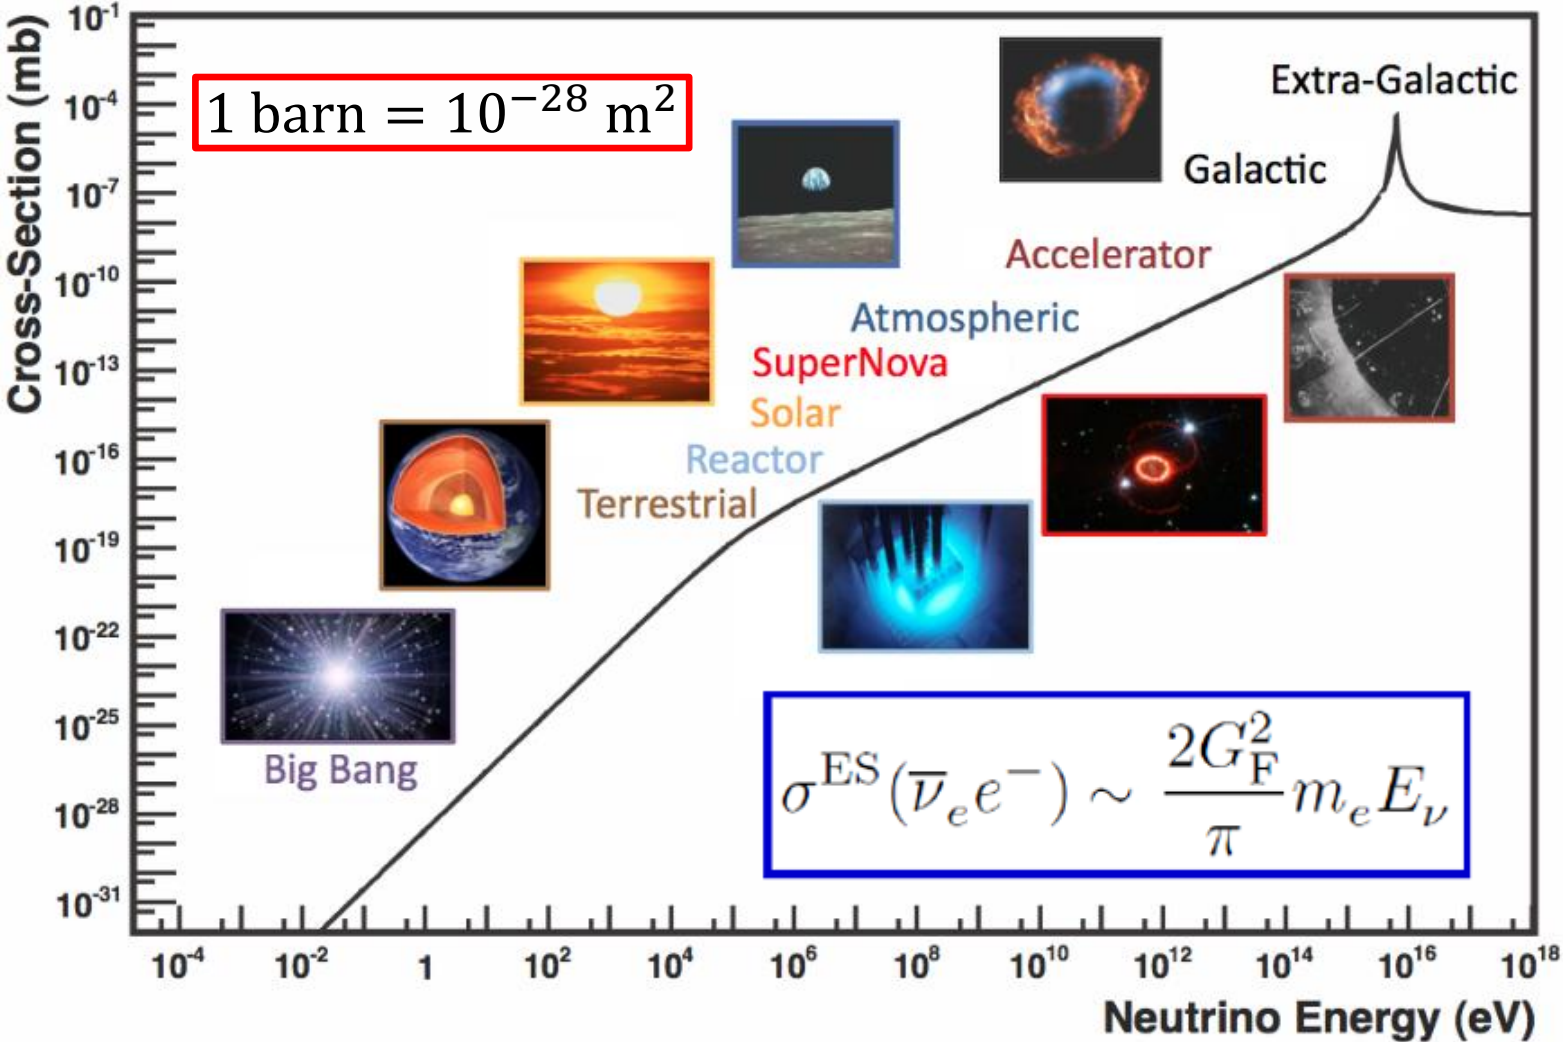 Cross-Section (mb)
10⁻¹
10⁻⁴
10⁻⁷
10⁻¹⁰
10⁻¹³
10⁻¹⁶
10⁻¹⁹
10⁻²²
10⁻²⁵
10⁻²⁸
10⁻³¹
1 barn = 10⁻²⁸ m²
Extra-Galactic
Galactic
Accelerator
Atmospheric
SuperNova
Solar
Reactor
Terrestrial
Big Bang
σ^ES(ν̅ₑe⁻) ~ 2G_F²/π mₑE_ν
10⁻⁴ 10⁻² 1 10² 10⁴ 10⁶ 10⁸ 10¹⁰ 10¹² 10¹⁴ 10¹⁶ 10¹⁸
Neutrino Energy (eV)